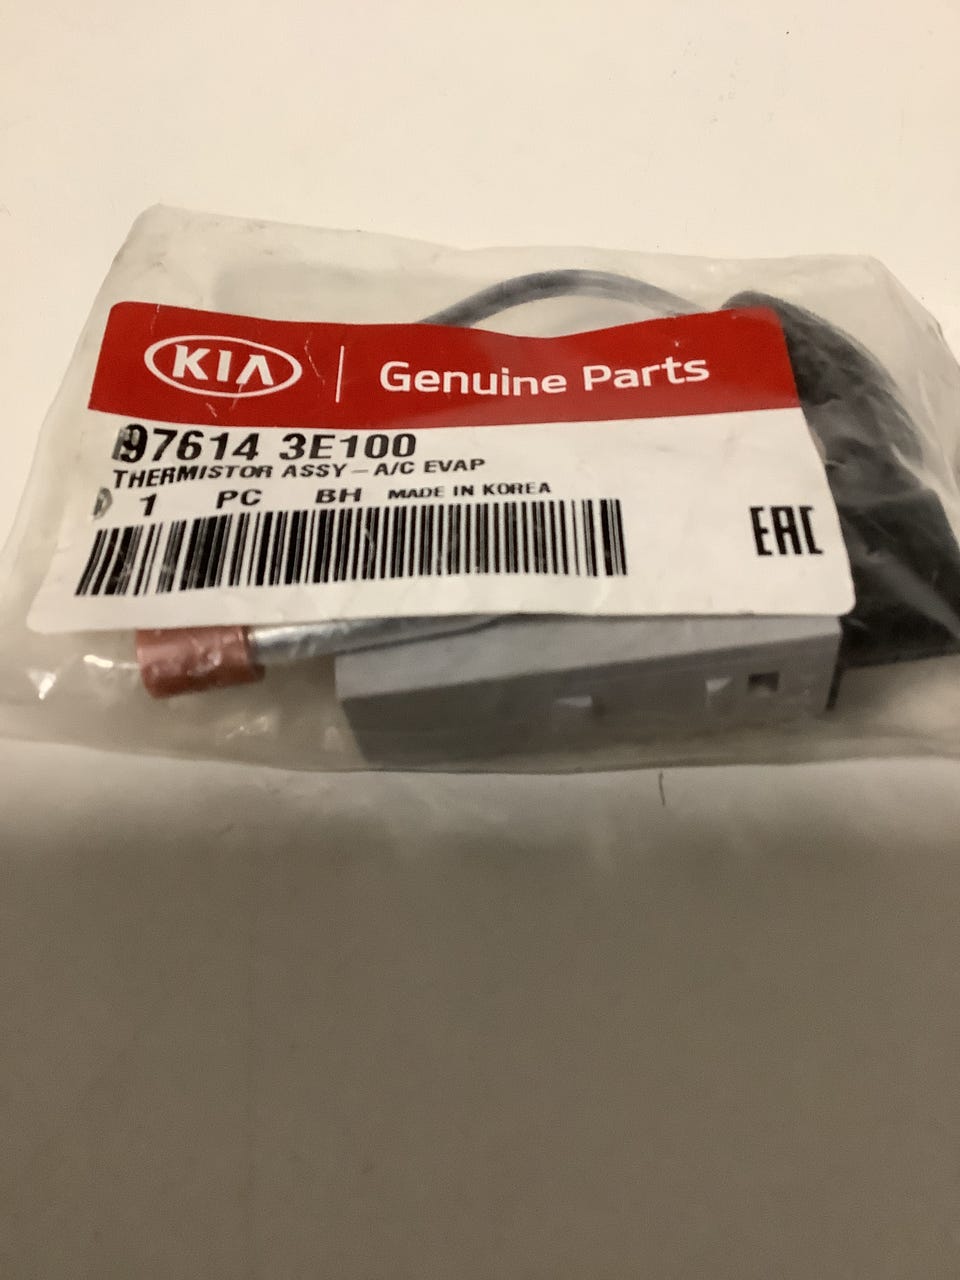 KIA Genuine Parts
97614 3E100
THERMISTOR ASSY-A/C EVAP
1 PC BH MADE IN KOREA
EAC